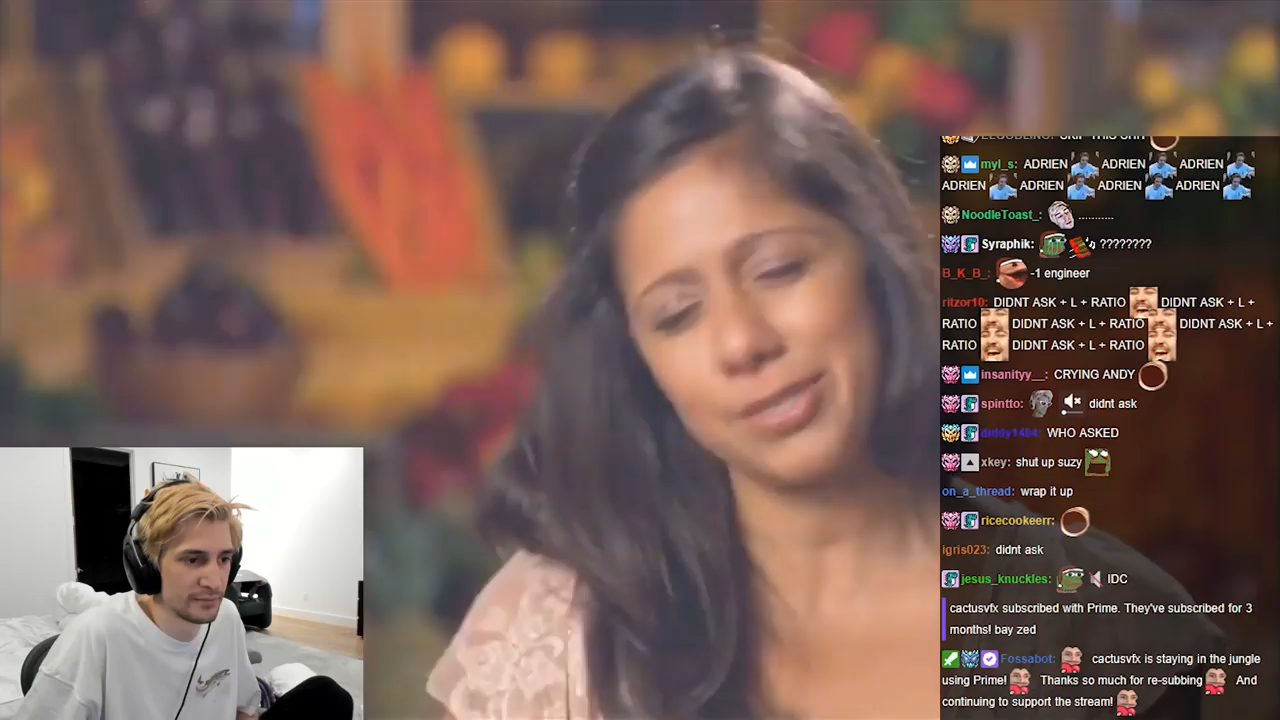 myl_s: ADRIEN ADRIEN ADRIEN
ADRIEN ADRIEN ADRIEN ADRIEN
NoodleToast_: ...........
Syraphik: ????????
B_K_B_: -1 engineer
ritzor10: DIDNT ASK + L + RATIO DIDNT ASK + L +
RATIO DIDNT ASK + L + RATIO DIDNT ASK + L +
RATIO DIDNT ASK + L + RATIO
insanityy__: CRYING ANDY
spintto: didnt ask
diddy1404: WHO ASKED
xkey: shut up suzy
on_a_thread: wrap it up
ricecookeerr:
igris023: didnt ask
jesus_knuckles: IDC
cactusvfx subscribed with Prime. They've subscribed for 3
months! bay zed
Fossabot: cactusvfx is staying in the jungle
using Prime! Thanks so much for re-subbing And
continuing to support the stream!